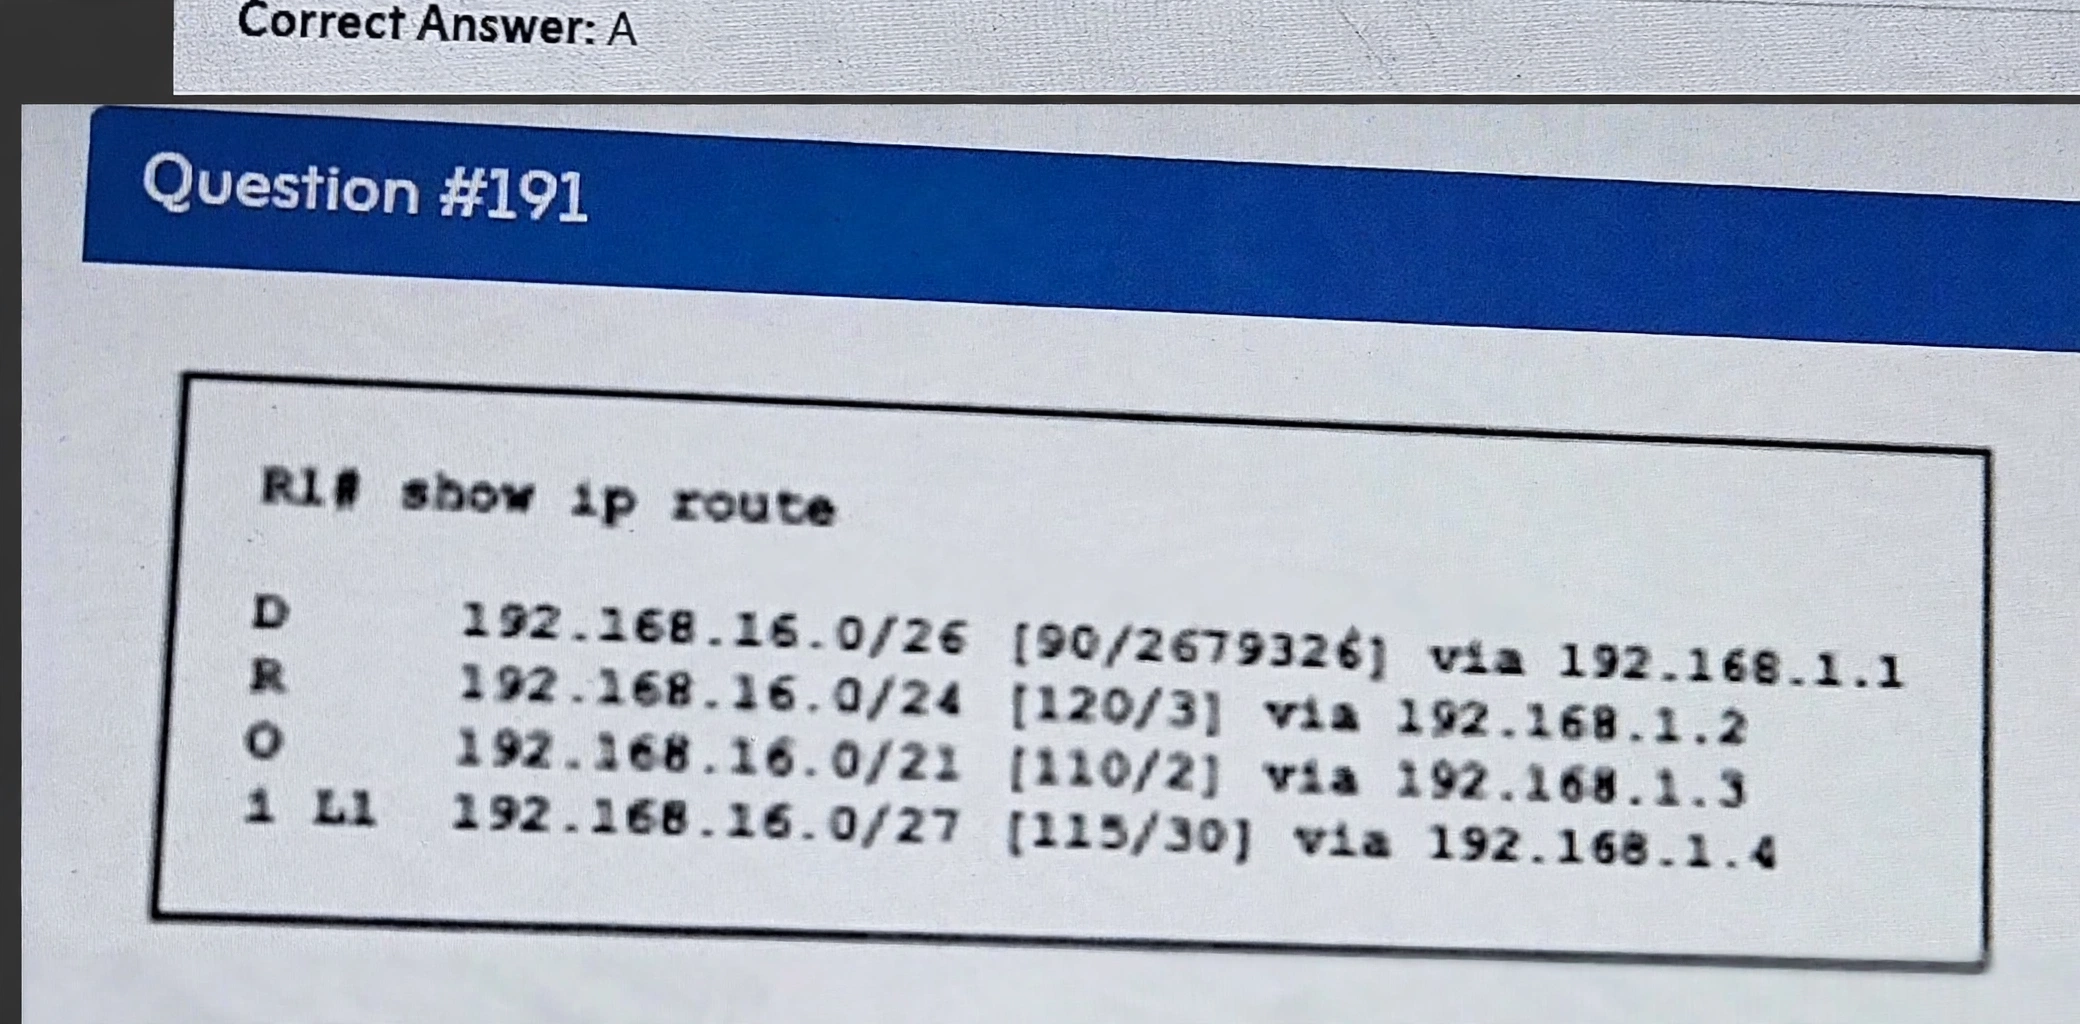 Correct Answer: A
Question #191
R1# show ip route
D 192.168.16.0/26 [90/2679326] via 192.168.1.1
R 192.168.16.0/24 [120/3] via 192.168.1.2
O 192.168.16.0/21 [110/2] via 192.168.1.3
i L1 192.168.16.0/27 [115/30] via 192.168.1.4